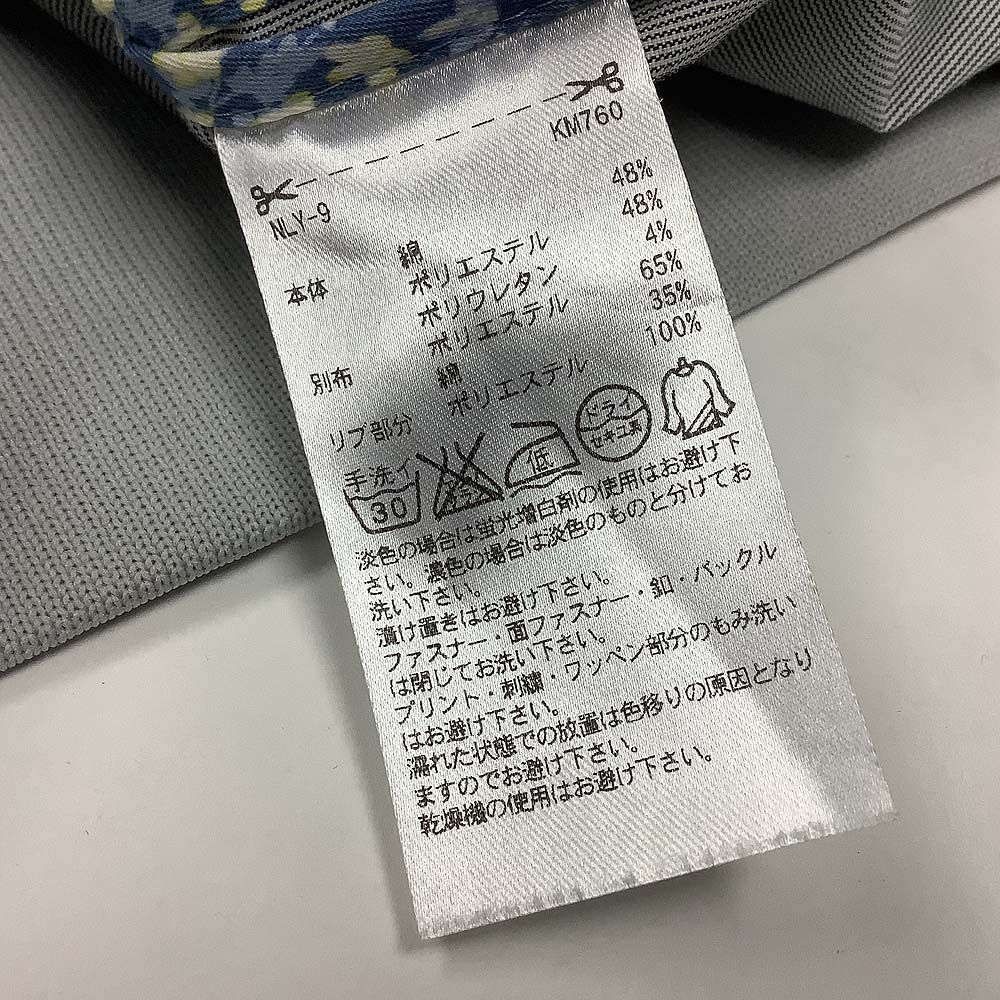 KM760
NLY-9
本体 綿 48%
ポリエステル 48%
ポリウレタン 4%
別布 ポリエステル 65%
綿 35%
リブ部分 ポリエステル 100%
手洗イ 30
低
ドライ
セキユ系
淡色の場合は蛍光増白剤の使用はお避け下
さい。濃色の場合は淡色のものと分けてお
洗い下さい。
漬け置きはお避け下さい。
ファスナー・面ファスナー・釦・バックル
は閉じてお洗い下さい。
プリント・刺繍・ワッペン部分のもみ洗い
はお避け下さい。
濡れた状態での放置は色移りの原因となり
ますのでお避け下さい。
乾燥機の使用はお避け下さい。